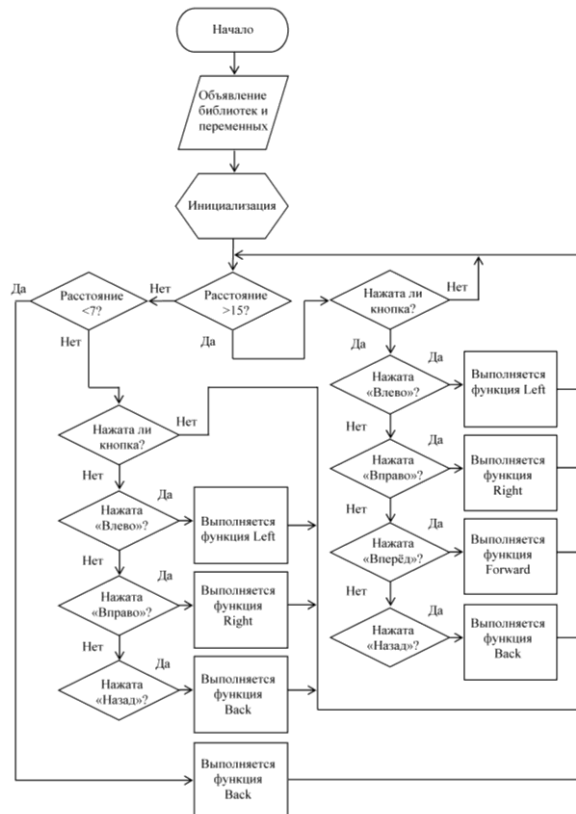 Начало
Объявление
библиотек и
переменных
Инициализация
Да
Расстояние
<7?
Нет
Расстояние
>15?
Нажата ли
кнопка?
Нет
Нет
Да
Да
Да
Нажата
«Влево»?
Выполняется
функция Left
Нет
Да
Нажата
«Вправо»?
Выполняется
функция
Right
Нет
Да
Нажата
«Вперёд»?
Выполняется
функция
Forward
Нет
Да
Нажата
«Назад»?
Выполняется
функция
Back
Нажата ли
кнопка?
Нет
Нет
Да
Нажата
«Влево»?
Выполняется
функция Left
Нет
Да
Нажата
«Вправо»?
Выполняется
функция
Right
Нет
Да
Нажата
«Назад»?
Выполняется
функция
Back
Выполняется
функция
Back